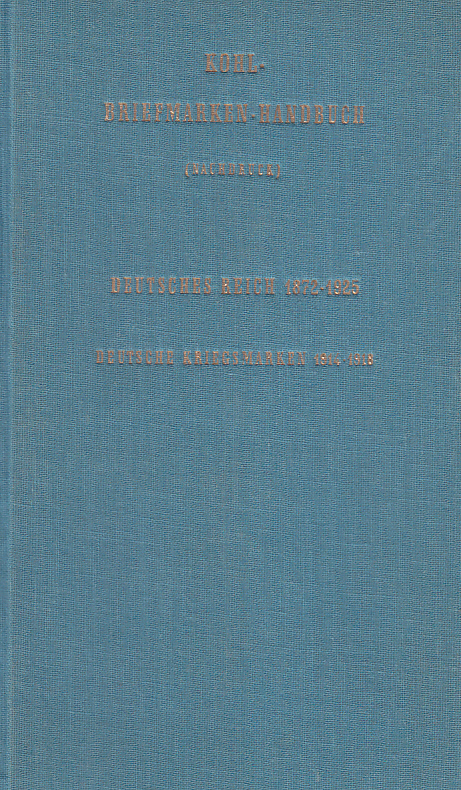 KOHL-
BRIEFMARKEN-HANDBUCH
(NACHDRUCK)
DEUTSCHES REICH 1872-1925
DEUTSCHE KRIEGSMARKEN 1914-1918